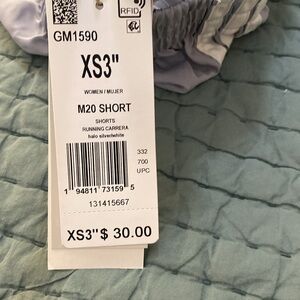 RFID
GM1590
XS3"
WOMEN / MUJER
M20 SHORT
SHORTS
RUNNING CARRERA
halo silver/white
332
700
UPC
1 94811 73159 5
131415667
XS3" $ 30.00